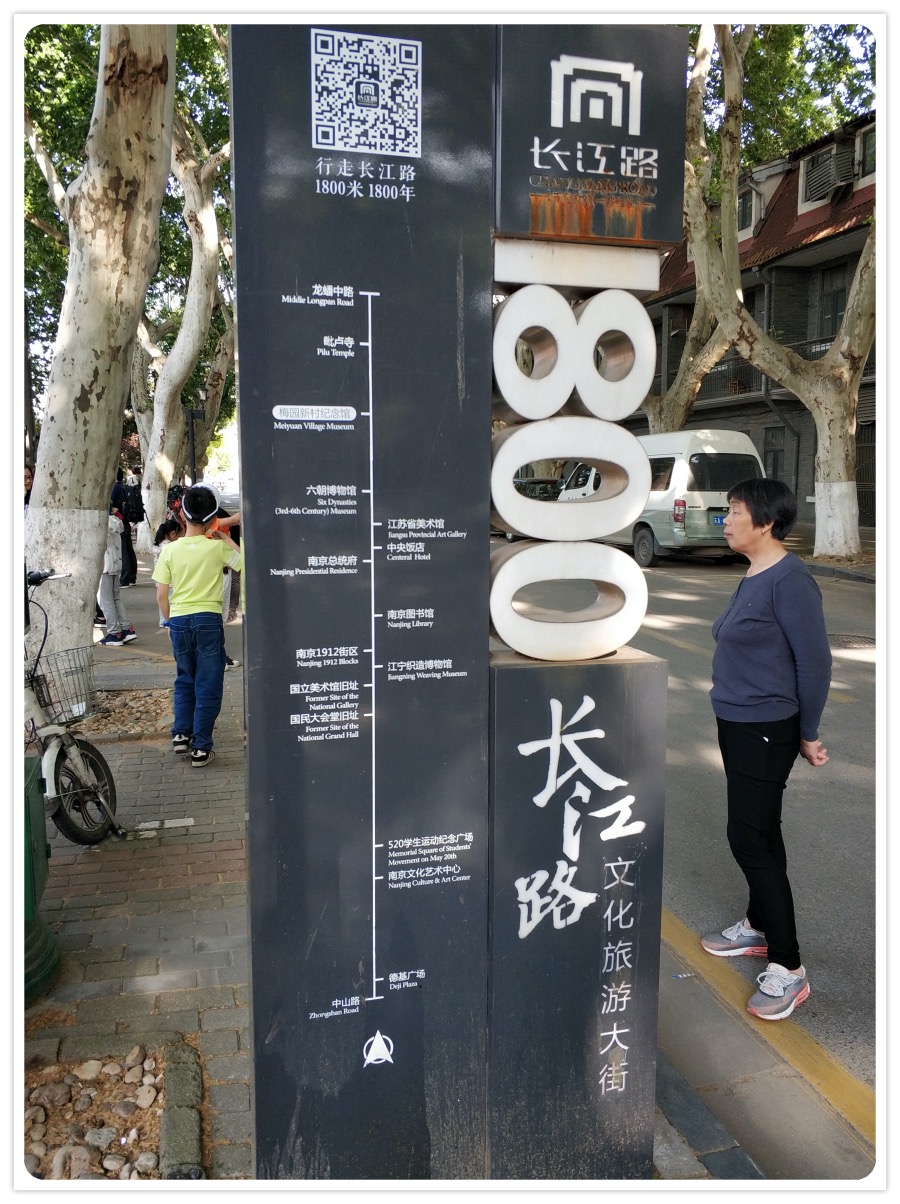 行走长江路
1800米 1800年
龙蟠中路
Middle Longpan Road
毗卢寺
Pilu Temple
梅园新村纪念馆
Meiyuan Village Museum
六朝博物馆
Six Dynasties
(3rd-6th Century) Museum
江苏省美术馆
Jiangsu Provincial Art Gallery
中央饭店
Centeral Hotel
南京总统府
Nanjing Presidential Residence
南京图书馆
Nanjing Library
南京1912街区
Nanjing 1912 Blocks
江宁织造博物馆
Jiangning Weaving Museum
国立美术馆旧址
Former Site of the
National Gallery
国民大会堂旧址
Former Site of the
National Grand Hall
520学生运动纪念广场
Memorial Square of Students'
Movement on May 20th
南京文化艺术中心
Nanjing Culture & Art Center
德基广场
Deji Plaza
中山路
Zhongshan Road
长江路
CHANGJIANG ROAD
1800
长江路
文化旅游大街